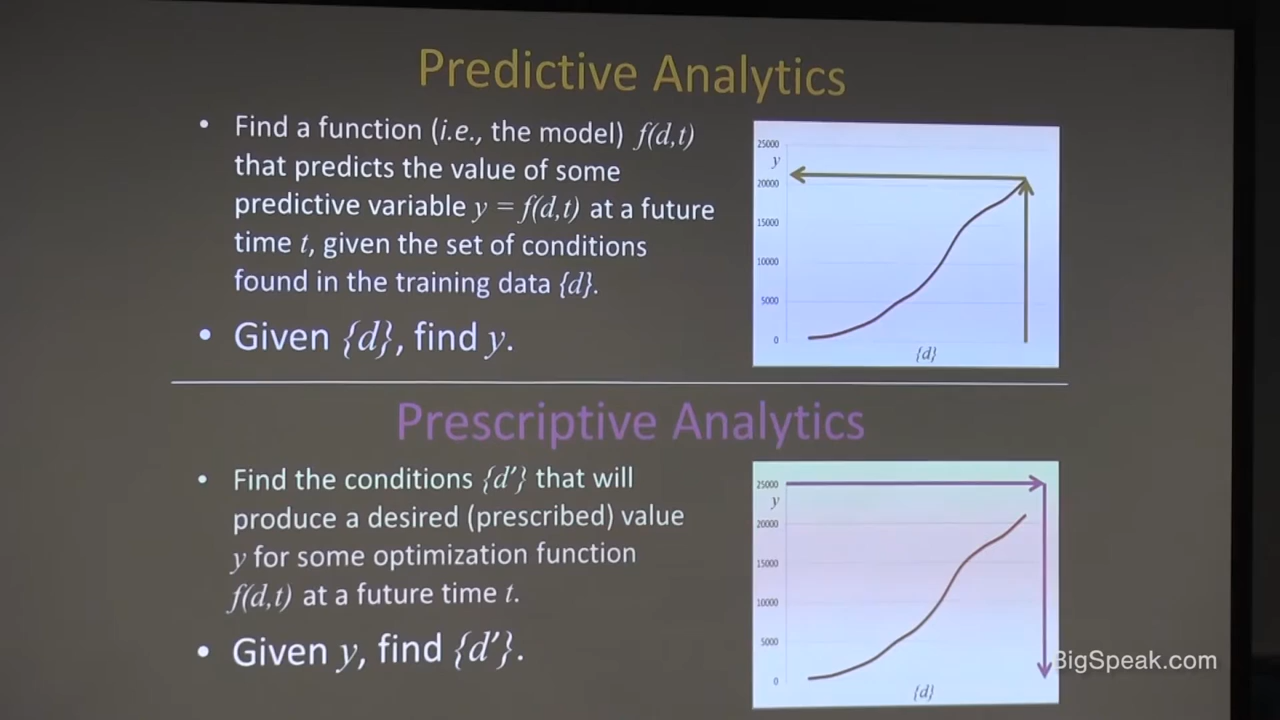 Predictive Analytics
• Find a function (i.e., the model) f(d,t)
that predicts the value of some
predictive variable y = f(d,t) at a future
time t, given the set of conditions
found in the training data {d}.
• Given {d}, find y.
25000
y
20000
15000
10000
5000
0
{d}
Prescriptive Analytics
• Find the conditions {d′} that will
produce a desired (prescribed) value
y for some optimization function
f(d,t) at a future time t.
• Given y, find {d′}.
25000
y
20000
15000
10000
5000
0
{d}
BigSpeak.com